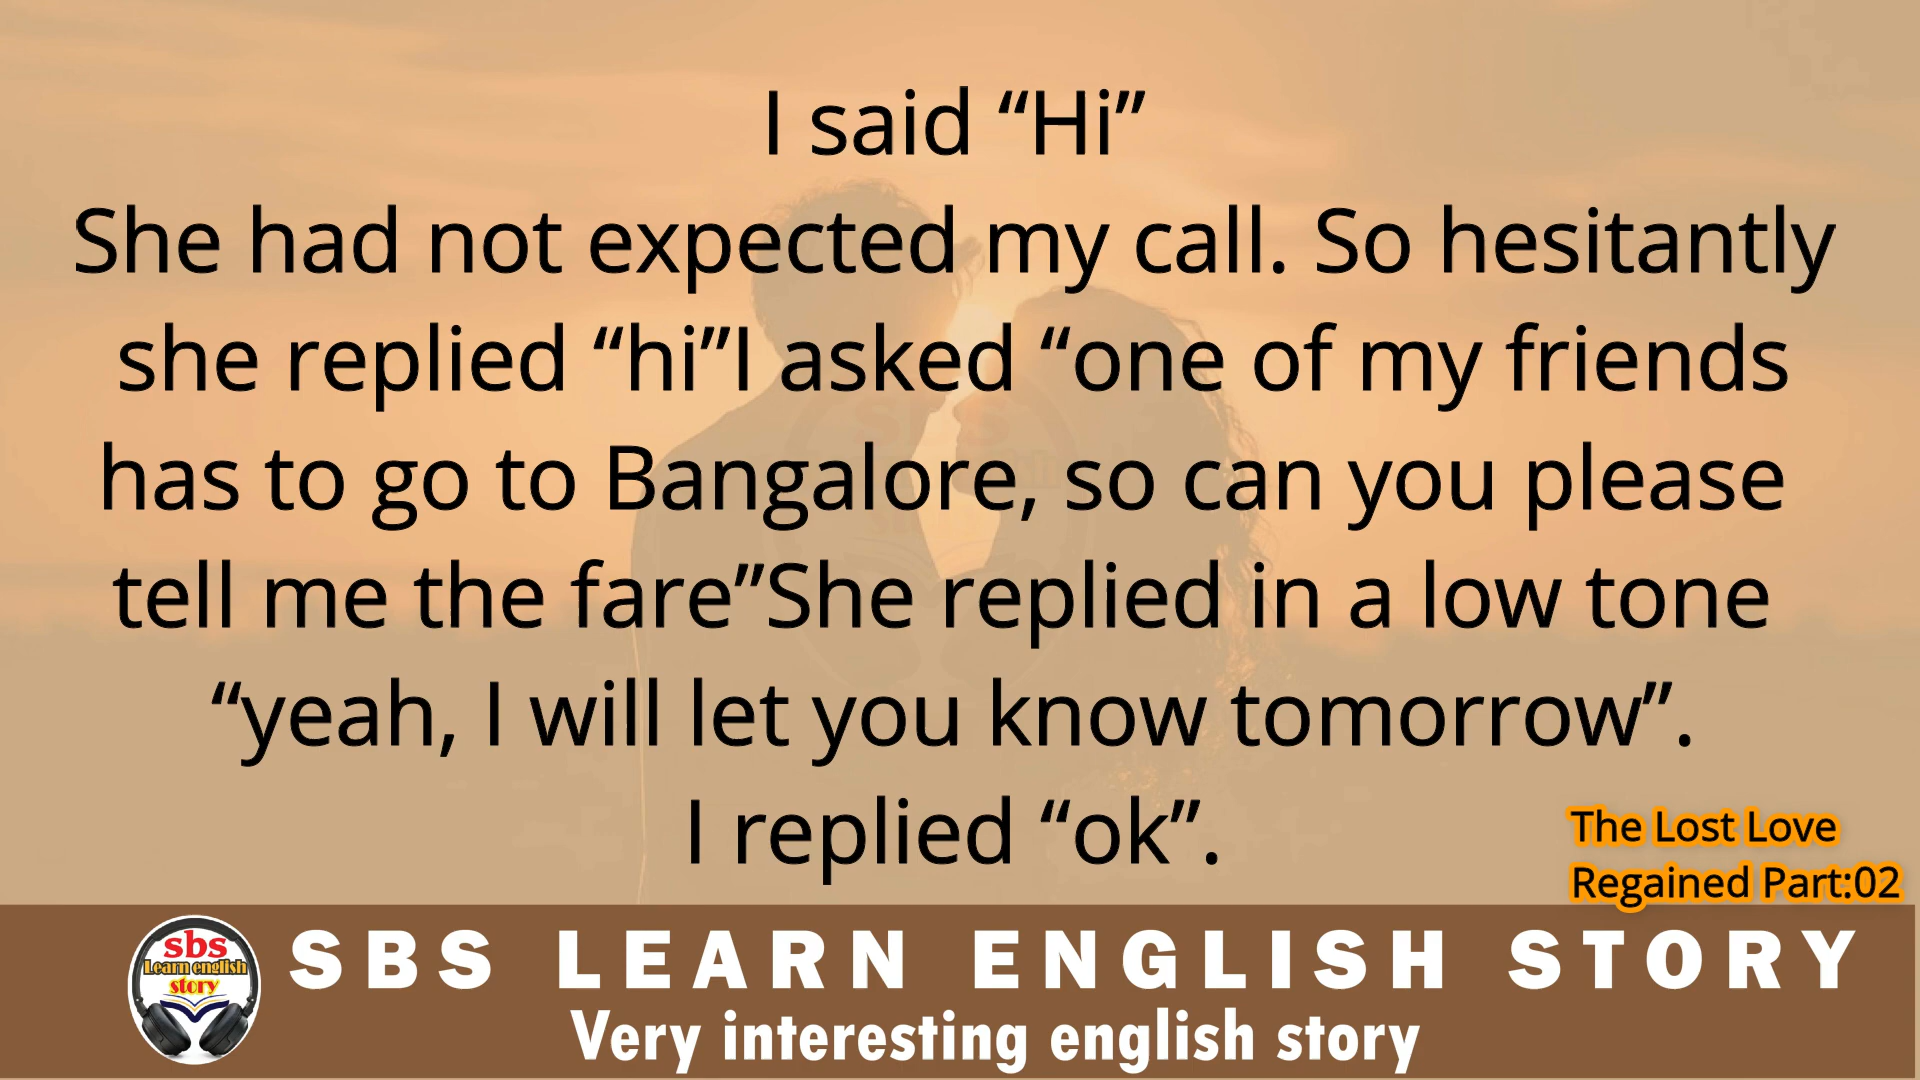 I said “Hi”
She had not expected my call. So hesitantly
she replied “hi”I asked “one of my friends
has to go to Bangalore, so can you please
tell me the fare”She replied in a low tone
“yeah, I will let you know tomorrow”.
I replied “ok”.
The Lost Love
Regained Part:02
sbs
Learn english
story
SBS LEARN ENGLISH STORY
Very interesting english story